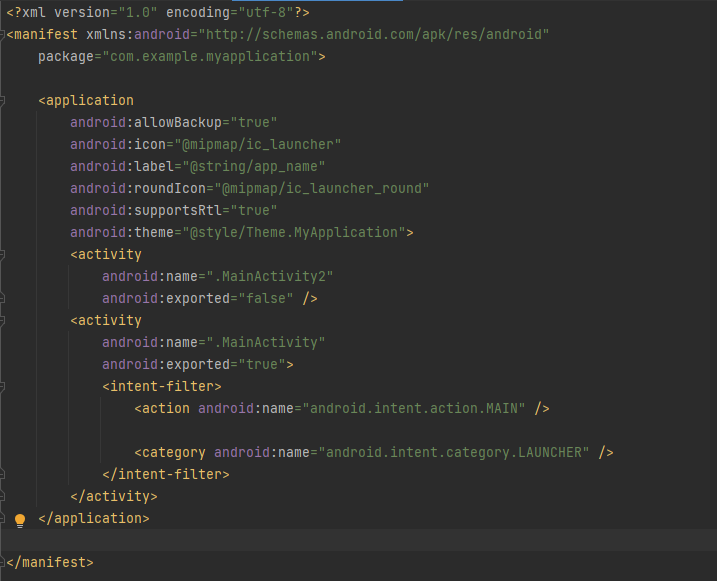 <?xml version="1.0" encoding="utf-8"?>
<manifest xmlns:android="http://schemas.android.com/apk/res/android"
    package="com.example.myapplication">

    <application
        android:allowBackup="true"
        android:icon="@mipmap/ic_launcher"
        android:label="@string/app_name"
        android:roundIcon="@mipmap/ic_launcher_round"
        android:supportsRtl="true"
        android:theme="@style/Theme.MyApplication">
        <activity
            android:name=".MainActivity2"
            android:exported="false" />
        <activity
            android:name=".MainActivity"
            android:exported="true">
            <intent-filter>
                <action android:name="android.intent.action.MAIN" />

                <category android:name="android.intent.category.LAUNCHER" />
            </intent-filter>
        </activity>
    </application>

</manifest>